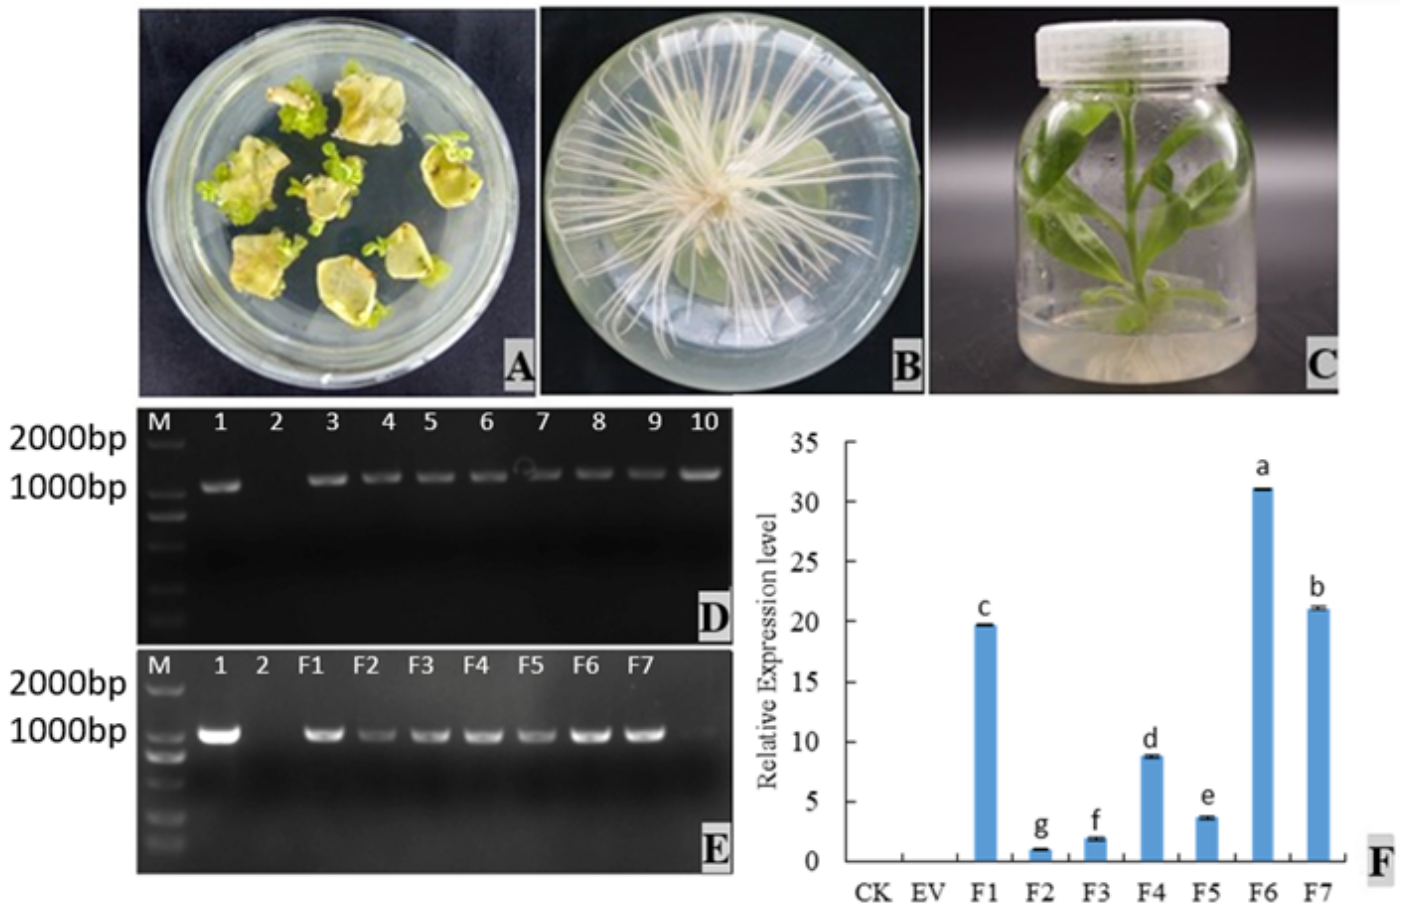 A
B
C
M 1 2 3 4 5 6 7 8 9 10
2000bp
1000bp
D
M 1 2 F1 F2 F3 F4 F5 F6 F7
2000bp
1000bp
E
Relative Expression level
35
30
25
20
15
10
5
0
c
g
f
d
e
a
b
CK EV F1 F2 F3 F4 F5 F6 F7
F